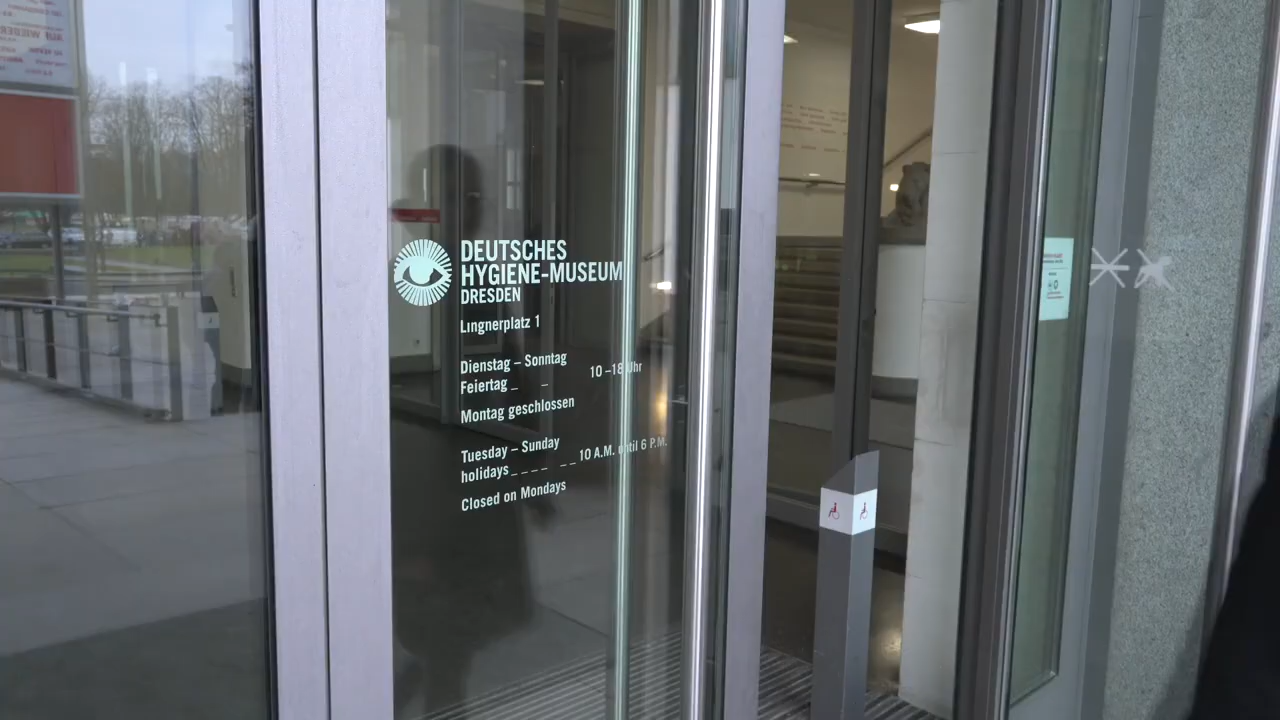 DEUTSCHES
HYGIENE-MUSEUM
DRESDEN
Lingnerplatz 1
Dienstag – Sonntag
Feiertag _ _ 10 –18 Uhr
Montag geschlossen
Tuesday – Sunday
holidays _ _ _ _ _ _ 10 A.M. until 6 P.M.
Closed on Mondays